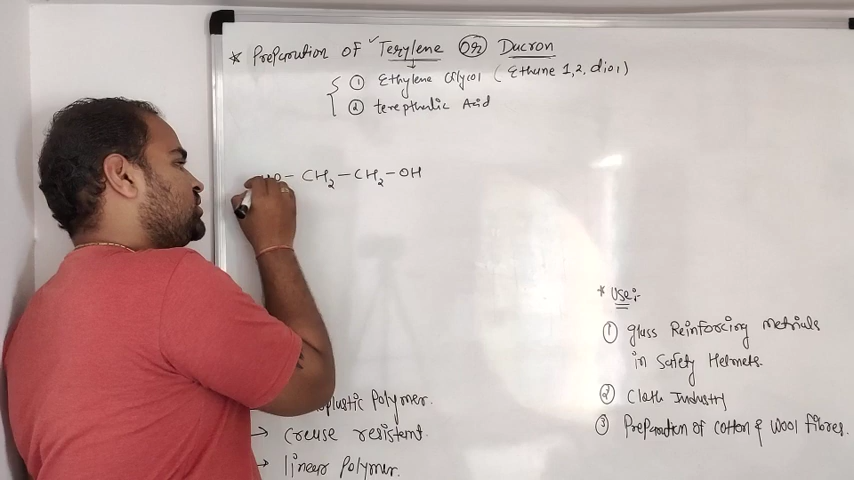 * Preparation OF Terylene OR Dacron
① Ethylene Glycol ( Ethane 1,2, diol)
② terepthalic Acid
HO - CH2 - CH2 - OH
* Use:-
① glass Reinforcing metrials
in Safety Helmets.
② Cloth Industry
③ Preparation of cotton & wool fibres.
plastic polymer.
→ crease resistent.
→ linear polymer.